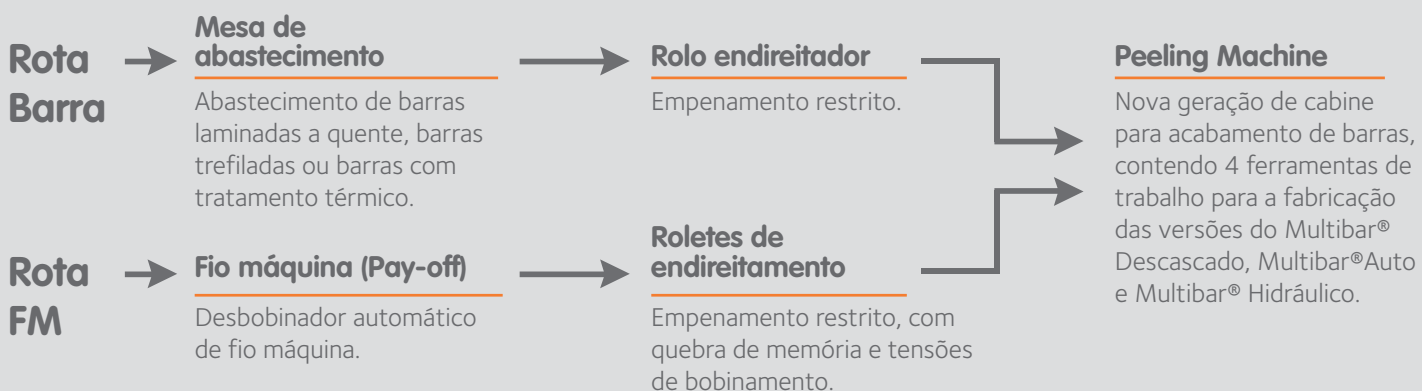 Rota
Barra
Mesa de
abastecimento
Abastecimento de barras
laminadas a quente, barras
trefiladas ou barras com
tratamento térmico.
Rolo endireitador
Empenamento restrito.
Rota
FM
Fio máquina (Pay-off)
Desbobinador automático
de fio máquina.
Roletes de
endireitamento
Empenamento restrito, com
quebra de memória e tensões
de bobinamento.
Peeling Machine
Nova geração de cabine
para acabamento de barras,
contendo 4 ferramentas de
trabalho para a fabricação
das versões do Multibar®
Descascado, Multibar®Auto
e Multibar® Hidráulico.